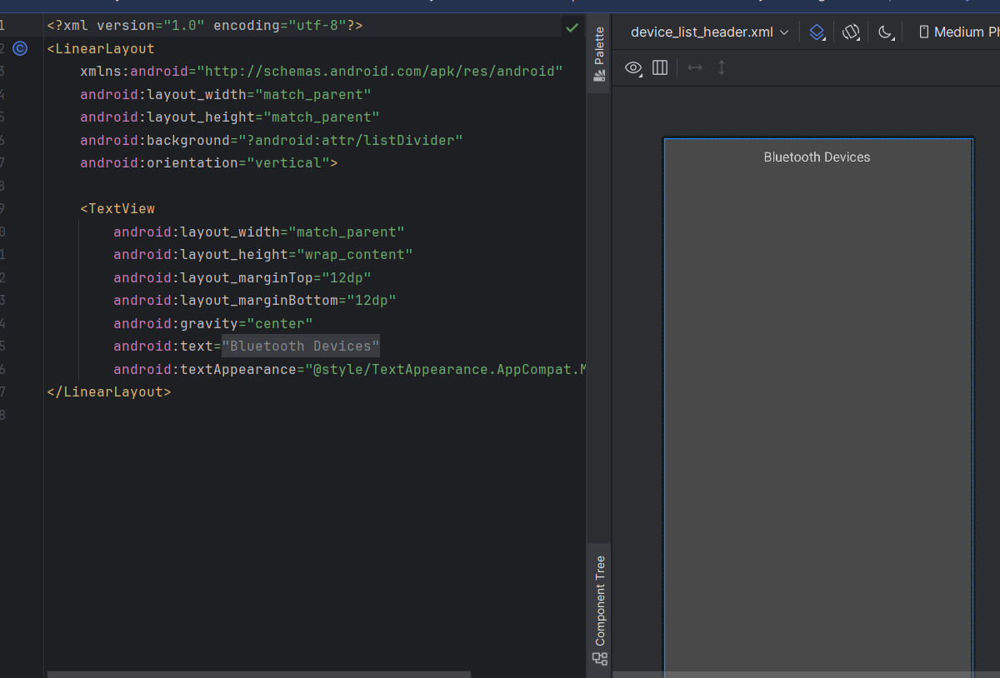 <?xml version="1.0" encoding="utf-8"?>
<LinearLayout
xmlns:android="http://schemas.android.com/apk/res/android"
android:layout_width="match_parent"
android:layout_height="match_parent"
android:background="?android:attr/listDivider"
android:orientation="vertical">
<TextView
android:layout_width="match_parent"
android:layout_height="wrap_content"
android:layout_marginTop="12dp"
android:layout_marginBottom="12dp"
android:gravity="center"
android:text="Bluetooth Devices"
android:textAppearance="@style/TextAppearance.AppCompat.M
</LinearLayout>
Palette
Component Tree
device_list_header.xml
Medium Ph
Bluetooth Devices